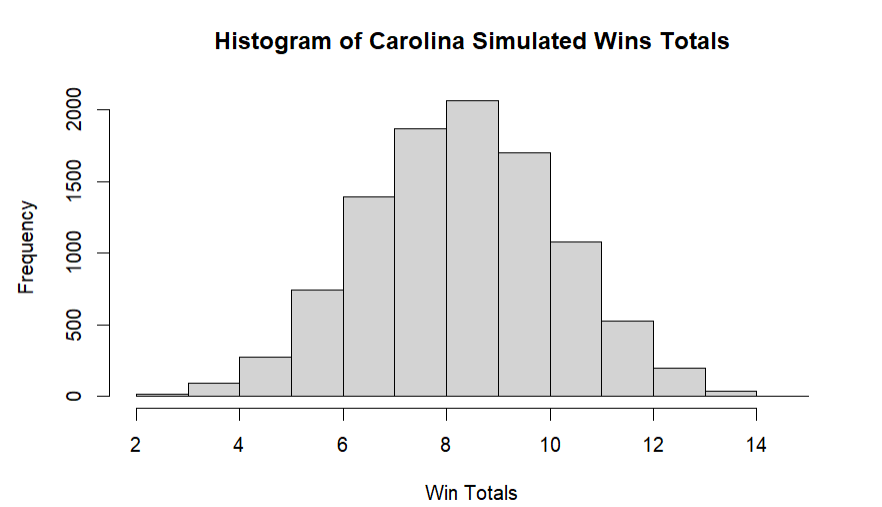 Histogram of Carolina Simulated Wins Totals
2000
1500
1000
500
0
Frequency
2 4 6 8 10 12 14
Win Totals